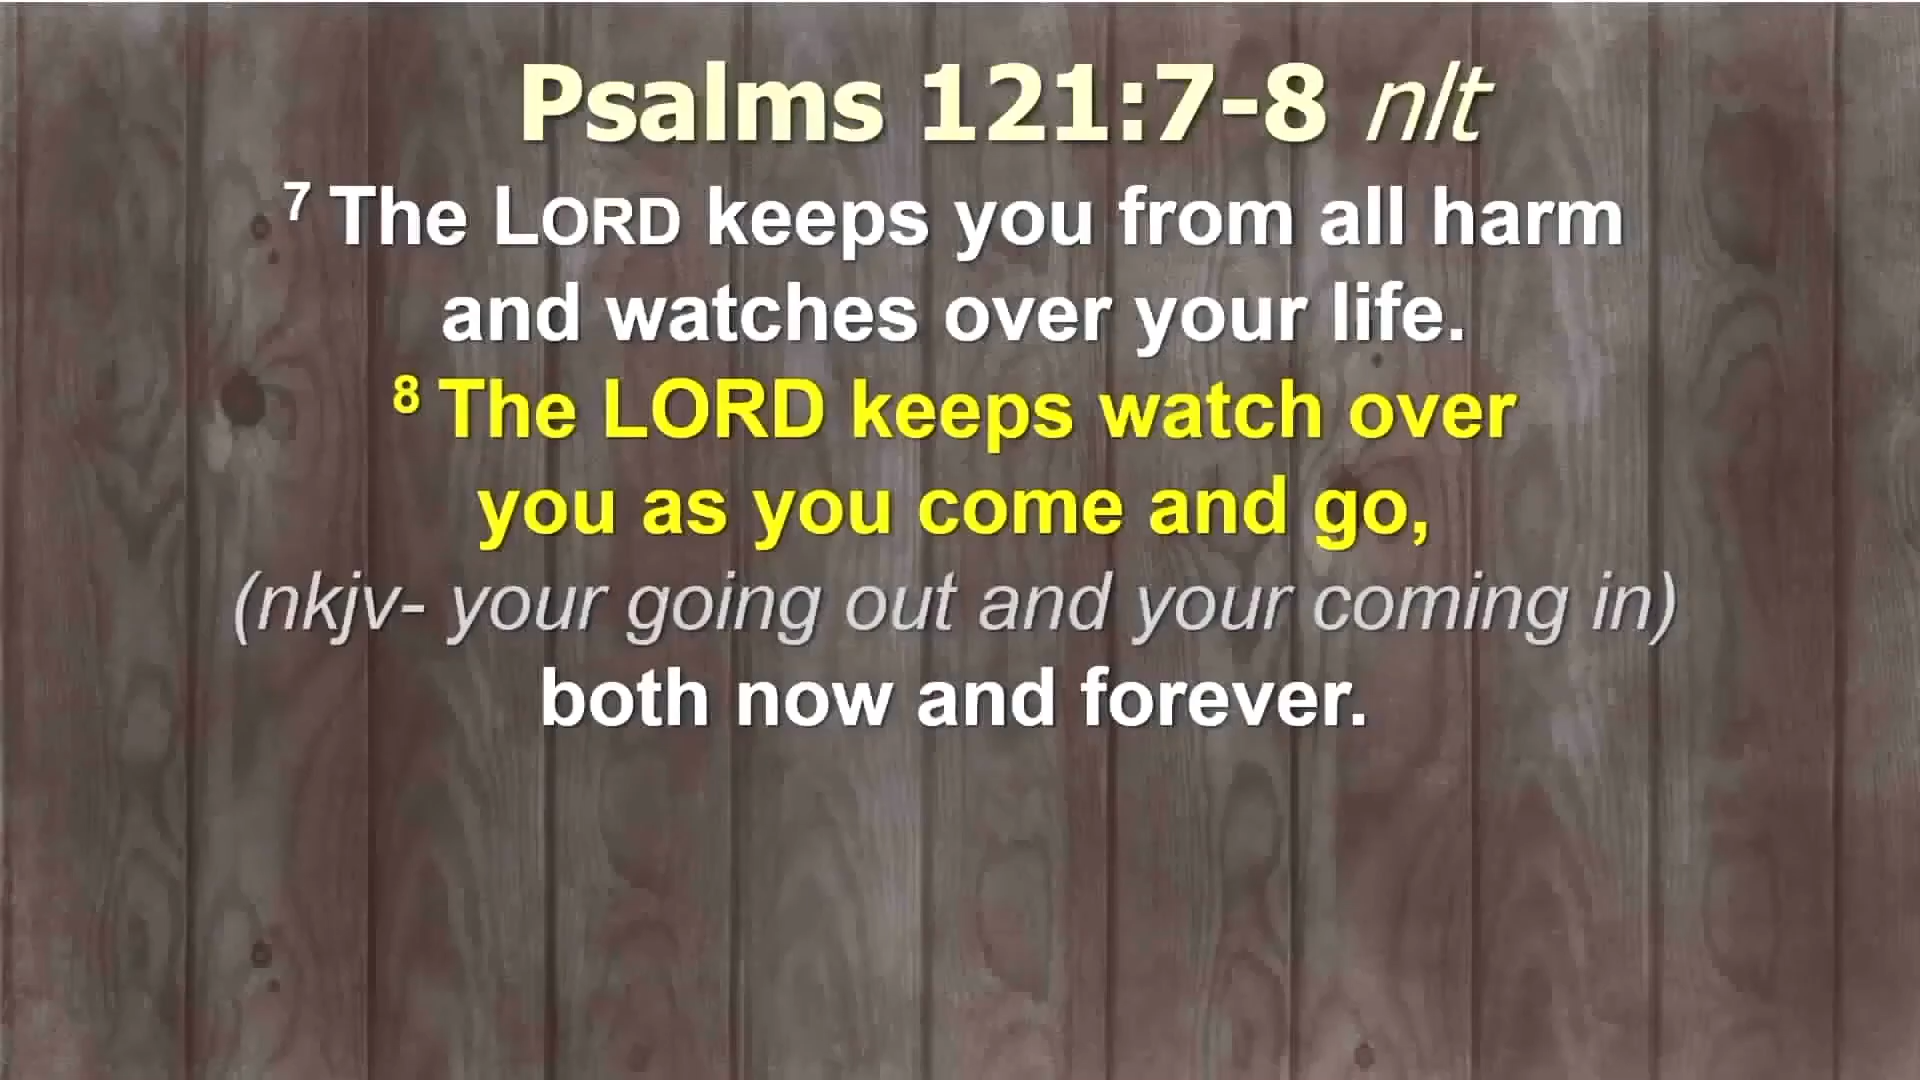 Psalms 121:7-8 nlt
7 The LORD keeps you from all harm
and watches over your life.
8 The LORD keeps watch over
you as you come and go,
(nkjv- your going out and your coming in)
both now and forever.